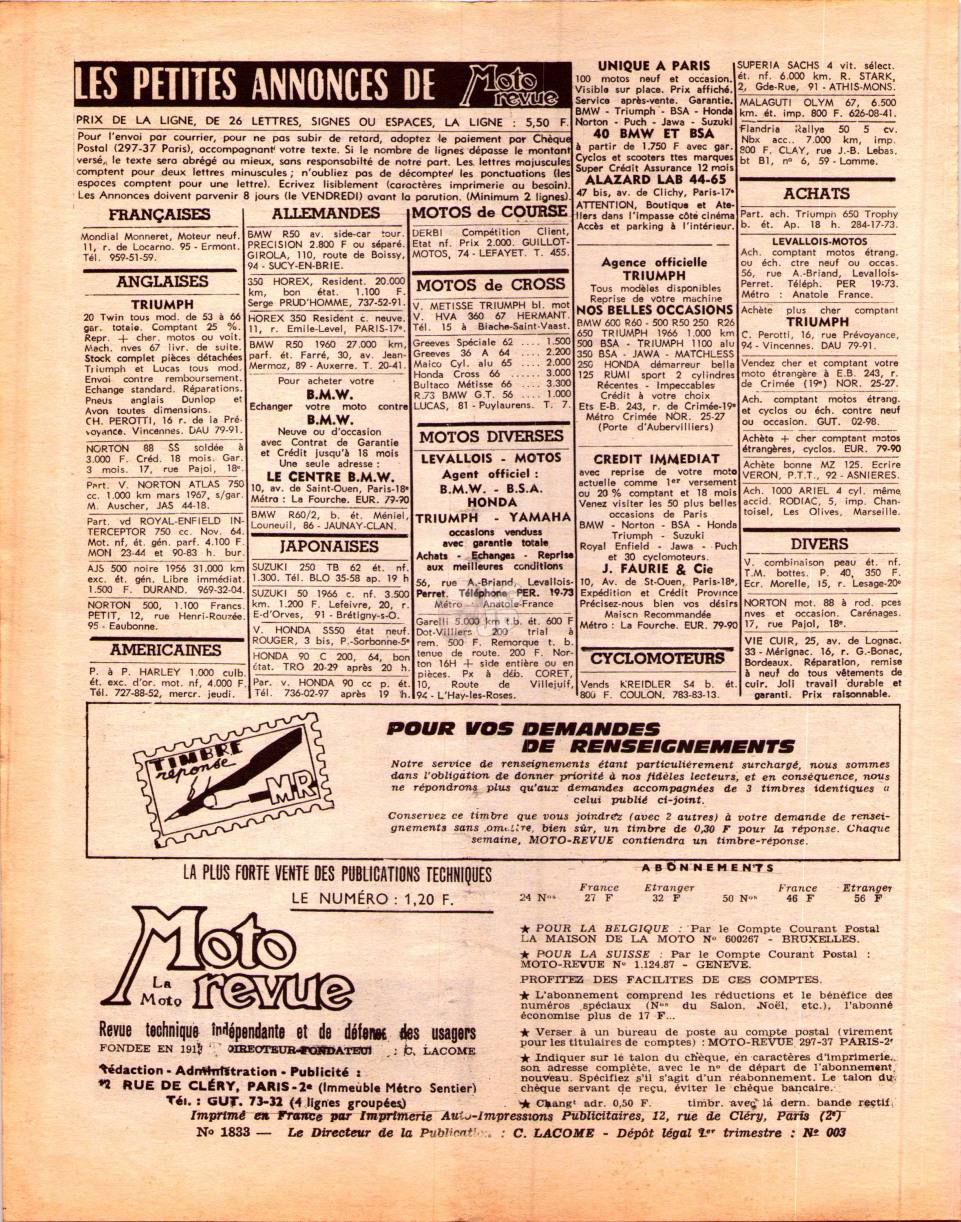 LES PETITES ANNONCES DE Moto revue
PRIX DE LA LIGNE, DE 26 LETTRES, SIGNES OU ESPACES, LA LIGNE : 5,50 F.
Pour l'envoi par courrier, pour ne pas subir de retard, adoptez le paiement par Chèque
Postal (297-37 Paris), accompagnant votre texte. Si le nombre de lignes dépasse le montant
versé, le texte sera abrégé au mieux, sans responsabilté de notre part. Les lettres majuscules
comptent pour deux lettres minuscules ; n'oubliez pas de décompter les ponctuations (les
espaces comptent pour une lettre). Ecrivez lisiblement (caractères imprimerie au besoin).
Les Annonces doivent parvenir 8 jours (le VENDREDI) avant la parution. (Minimum 2 lignes).
FRANÇAISES
Mondial Monneret, Moteur neuf.
11, r. de Locarno. 95 - Ermont.
Tél. 959-51-59.
ANGLAISES
TRIUMPH
20 Twin tous mod. de 53 à 66
gar. totale. Comptant 25 %.
Repr. + cher. motos ou voit.
Mach. nves 67 livr. de suite.
Stock complet pièces détachées
Triumph et Lucas tous mod.
Envoi contre remboursement.
Echange standard. Réparations.
Pneus anglais Dunlop et
Avon toutes dimensions.
CH. PEROTTI, 16 r. de la Pré-
voyance. Vincennes. DAU 79-91.
NORTON 88 SS soldée à
3.000 F. Créd. 18 mois. Gar.
3 mois. 17, rue Pajol, 18e.
Part. V. NORTON ATLAS 750
cc. 1.000 km mars 1967, s/gar.
M. Auscher, JAS 44-18.
Part. vd ROYAL-ENFIELD IN-
TERCEPTOR 750 cc. Nov. 64.
Mot. nf, ét. gén. parf. 4.100 F.
MON 23-44 et 90-83 h. bur.
AJS 500 noire 1956 31.000 km
exc. ét. gén. Libre immédiat.
1.500 F. DURAND. 969-32-04.
NORTON 500, 1.100 Francs.
PETIT, 12, rue Henri-Rouzée.
95 - Eaubonne.
AMERICAINES
P. à P. HARLEY 1.000 culb.
ét. exc. d'or. mot. nf, 4.000 F.
Tél. 727-88-52, mercr. jeudi.
ALLEMANDES
BMW R50 av. side-car tour.
PRECISION 2.800 F ou séparé.
GIROLA, 110, route de Boissy,
94 - SUCY-EN-BRIE.
350 HOREX, Resident. 20.000
km, bon état. 1.100 F.
Serge PRUD'HOMME, 737-52-91.
HOREX 350 Resident c. neuve.
11, r. Emile-Level, PARIS-17e.
BMW R50 1960 27.000 km,
parf. ét. Farré, 30, av. Jean-
Mermoz, 89 - Auxerre. T. 20-41.
Pour acheter votre
B.M.W.
Echanger votre moto contre
B.M.W.
Neuve ou d'occasion
avec Contrat de Garantie
et Crédit jusqu'à 18 mois
Une seule adresse :
LE CENTRE B.M.W.
10, av. de Saint-Ouen, Paris-18e
Métro : La Fourche. EUR. 79-90
BMW R60/2, b. ét. Méniel,
Louneuil, 86 - JAUNAY-CLAN.
JAPONAISES
SUZUKI 250 TB 62 ét. nf.
1.300. Tél. BLO 35-58 ap. 19 h
SUZUKI 50 1966 c. nf. 3.500
km. 1.200 F. Lefeivre, 20, r.
E-d'Orves, 91 - Brétigny-s-O.
V. HONDA SS50 état neuf.
ROUGER, 3 bis, P.-Sorbonne-5e
HONDA 90 C 200, 64, bon
état. TRO 20-29 après 20 h.
Par. v. HONDA 90 cc p. ét.
Tél. 736-02-97 après 19 h.
MOTOS de COURSE
DERBI Compétition Client,
Etat nf. Prix 2.000. GUILLOT-
MOTOS, 74 - LEFAYET. T. 455.
MOTOS de CROSS
V. METISSE TRIUMPH bl. mot
V. HVA 360 67 HERMANT.
Tél. 15 à Biache-Saint-Vaast.
Greeves Spéciale 62 .... 1.500
Greeves 36 A 64 .... 2.200
Maico Cyl. alu 65 .... 2.000
Honda Cross 66 .... 3.000
Bultaco Métisse 66 .... 3.300
R.73 BMW G.T. 56 .... 1.000
LUCAS, 81 - Puylaurens. T. 7.
MOTOS DIVERSES
LEVALLOIS - MOTOS
Agent officiel :
B.M.W. - B.S.A.
HONDA
TRIUMPH - YAMAHA
occasions vendues
avec garantie totale
Achats - Echanges - Reprise
aux meilleures conditions
56, rue A.-Briand, Levallois-
Perret. Téléphone PER. 19-73
Métro Anatole-France
Garelli 5.000 km t.b. ét. 600 F
Dot-Villiers 200 trial à
rem. 500 F. Remorque t. b.
tenue de route. 200 F. Nor-
ton 16H + side entière ou en
pièces. Px à déb. CORET,
10, Route de Villejuif,
94 - L'Hay-les-Roses.
UNIQUE A PARIS
100 motos neuf et occasion.
Visible sur place. Prix affiché.
Service après-vente. Garantie.
BMW - Triumph - BSA - Honda
Norton - Puch - Jawa - Suzuki
40 BMW ET BSA
à partir de 1.750 F avec gar.
Cyclos et scooters ttes marques
Super Crédit Assurance 12 mois
ALAZARD LAB 44-65
47 bis, av. de Clichy, Paris-17e
ATTENTION, Boutique et Ate-
liers dans l'impasse côté cinéma
Accès et parking à l'intérieur.
Agence officielle
TRIUMPH
Tous modèles disponibles
Reprise de votre machine
NOS BELLES OCCASIONS
BMW 600 R60 - 500 R50 250 R26
650 TRIUMPH 1966 1.000 km
500 BSA - TRIUMPH 1100 alu
350 BSA - JAWA - MATCHLESS
250 HONDA démarreur bella
125 RUMI sport 2 cylindres
Récentes - Impeccables
Crédit à votre choix
Ets E-B. 243, r. de Crimée-19e
Métro Crimée NOR. 25-27
(Porte d'Aubervilliers)
CREDIT IMMEDIAT
avec reprise de votre moto
actuelle comme 1er versement
ou 20 % comptant et 18 mois
Venez visiter les 50 plus belles
occasions de Paris
BMW - Norton - BSA - Honda
Triumph - Suzuki
Royal Enfield - Jawa - Puch
et 30 cyclomoteurs.
J. FAURIE & Cie
10, Av. de St-Ouen, Paris-18e,
Expédition et Crédit Province
Précisez-nous bien vos désirs
Maison Recommandée
Métro : La Fourche. EUR. 79-90
CYCLOMOTEURS
Vends KREIDLER S4 b. ét.
800 F. COULON, 783-83-13.
SUPERIA SACHS 4 vit. sélect.
ét. nf. 6.000 km. R. STARK,
2, Gde-Rue, 91 - ATHIS-MONS.
MALAGUTI OLYM 67, 6.500
km. ét. imp. 800 F. 626-08-41.
Flandria Rallye 50 5 cv.
Nbx acc.. 7.000 km, imp.
800 F. CLAY, rue J.-B. Lebas.
bt B1, n° 6, 59 - Lomme.
ACHATS
Part. ach. Triumph 650 Trophy
b. ét. Ap. 18 h. 284-17-73.
LEVALLOIS-MOTOS
Ach. comptant motos étrang.
ou éch. ctre neuf ou occas.
56, rue A.-Briand, Levallois-
Perret. Téléph. PER 19-73.
Métro : Anatole France.
Achète plus cher comptant
TRIUMPH
C. Perotti, 16, rue Prévoyance,
94 - Vincennes. DAU 79-91.
Vendez cher et comptant votre
moto étrangère à E.B. 243, r.
de Crimée (19e) NOR. 25-27.
Ach. comptant motos étrang.
et cyclos ou éch. contre neuf
ou occasion. GUT. 02-98.
Achète + cher comptant motos
étrangères, cyclos. EUR. 79-90
Achète bonne MZ 125. Ecrire
VERON, P.T.T., 92 - ASNIERES.
Ach. 1000 ARIEL 4 cyl. même
accid. RODIAC, 5, imp. Chan-
toisel, Les Olives, Marseille.
DIVERS
V. combinaison peau ét. nf.
T.M. bottes. P. 40, 350 F.
Ecr. Morelle, 15, r. Lesage-20e
NORTON mot. 88 à rod. pces
nves et occasion. Carénages.
17, rue Pajol, 18e.
VIE CUIR, 25, av. de Lognac.
33 - Mérignac. 16, r. G.-Bonac,
Bordeaux. Réparation, remise
à neuf de tous vêtements de
cuir. Joli travail durable et
garanti. Prix raisonnable.
TIMBRE
réponse
M.R.
POUR VOS DEMANDES
DE RENSEIGNEMENTS
Notre service de renseignements étant particulièrement surchargé, nous sommes
dans l'obligation de donner priorité à nos fidèles lecteurs, et en conséquence, nous
ne répondrons plus qu'aux demandes accompagnées de 3 timbres identiques à
celui publié ci-joint.
Conservez ce timbre que vous joindrez (avec 2 autres) à votre demande de rensei-
gnements sans omettre, bien sûr, un timbre de 0,30 F pour la réponse. Chaque
semaine, MOTO-REVUE contiendra un timbre-réponse.
LA PLUS FORTE VENTE DES PUBLICATIONS TECHNIQUES
LE NUMÉRO : 1,20 F.
Moto
La Moto
revue
Revue technique indépendante et de défense des usagers
FONDEE EN 1913 DIRECTEUR-FONDATEUR : C. LACOME
Rédaction - Administration - Publicité :
12 RUE DE CLÉRY, PARIS-2e (Immeuble Métro Sentier)
Tél. : GUT. 73-32 (4 lignes groupées)
ABONNEMENTS
France Etranger France Etranger
24 Nos 27 F 32 F 50 Nos 46 F 56 F
★ POUR LA BELGIQUE : Par le Compte Courant Postal
LA MAISON DE LA MOTO N° 600267 - BRUXELLES.
★ POUR LA SUISSE : Par le Compte Courant Postal :
MOTO-REVUE N° 1.124.87 - GENEVE.
PROFITEZ DES FACILITES DE CES COMPTES.
★ L'abonnement comprend les réductions et le bénéfice des
numéros spéciaux (Nos du Salon, Noël, etc.), l'abonné
économise plus de 17 F...
★ Verser à un bureau de poste au compte postal (virement
pour les titulaires de comptes) : MOTO-REVUE 297-37 PARIS-2e
★ Indiquer sur le talon du chèque, en caractères d'imprimerie,
son adresse complète, avec le n° de départ de l'abonnement
nouveau. Spécifiez s'il s'agit d'un réabonnement. Le talon du
chèque servant de reçu, éviter le chèque bancaire.
★ Changt adr. 0,50 F. timbr. avec la dern. bande rectif.
Imprimé en France par Imprimerie Auto-Impressions Publicitaires, 12, rue de Cléry, Paris (2e)
No 1833 — Le Directeur de la Publication : C. LACOME - Dépôt légal 2er trimestre : No 003